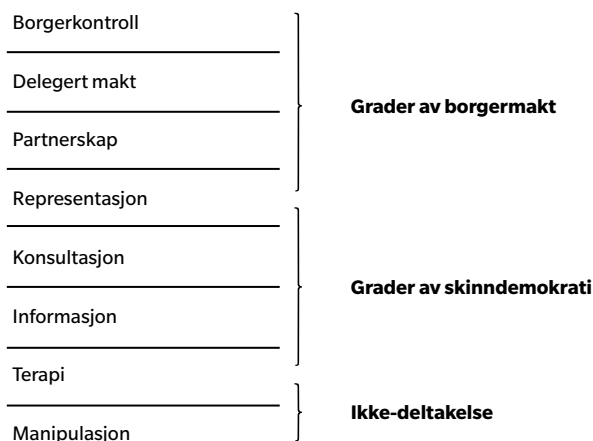 Borgerkontroll
Delegert makt
Grader av borgermakt
Partnerskap
Representasjon
Konsultasjon
Grader av skinndemokrati
Informasjon
Terapi
Ikke-deltakelse
Manipulasjon